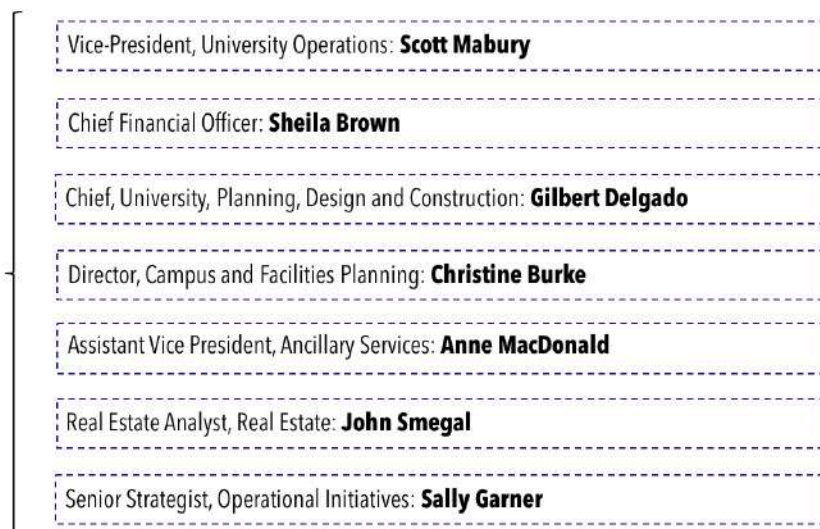 Vice-President, University Operations: Scott Mabury
Chief Financial Officer: Sheila Brown
Chief, University, Planning, Design and Construction: Gilbert Delgado
Director, Campus and Facilities Planning: Christine Burke
Assistant Vice President, Ancillary Services: Anne MacDonald
Real Estate Analyst, Real Estate: John Smegal
Senior Strategist, Operational Initiatives: Sally Garner